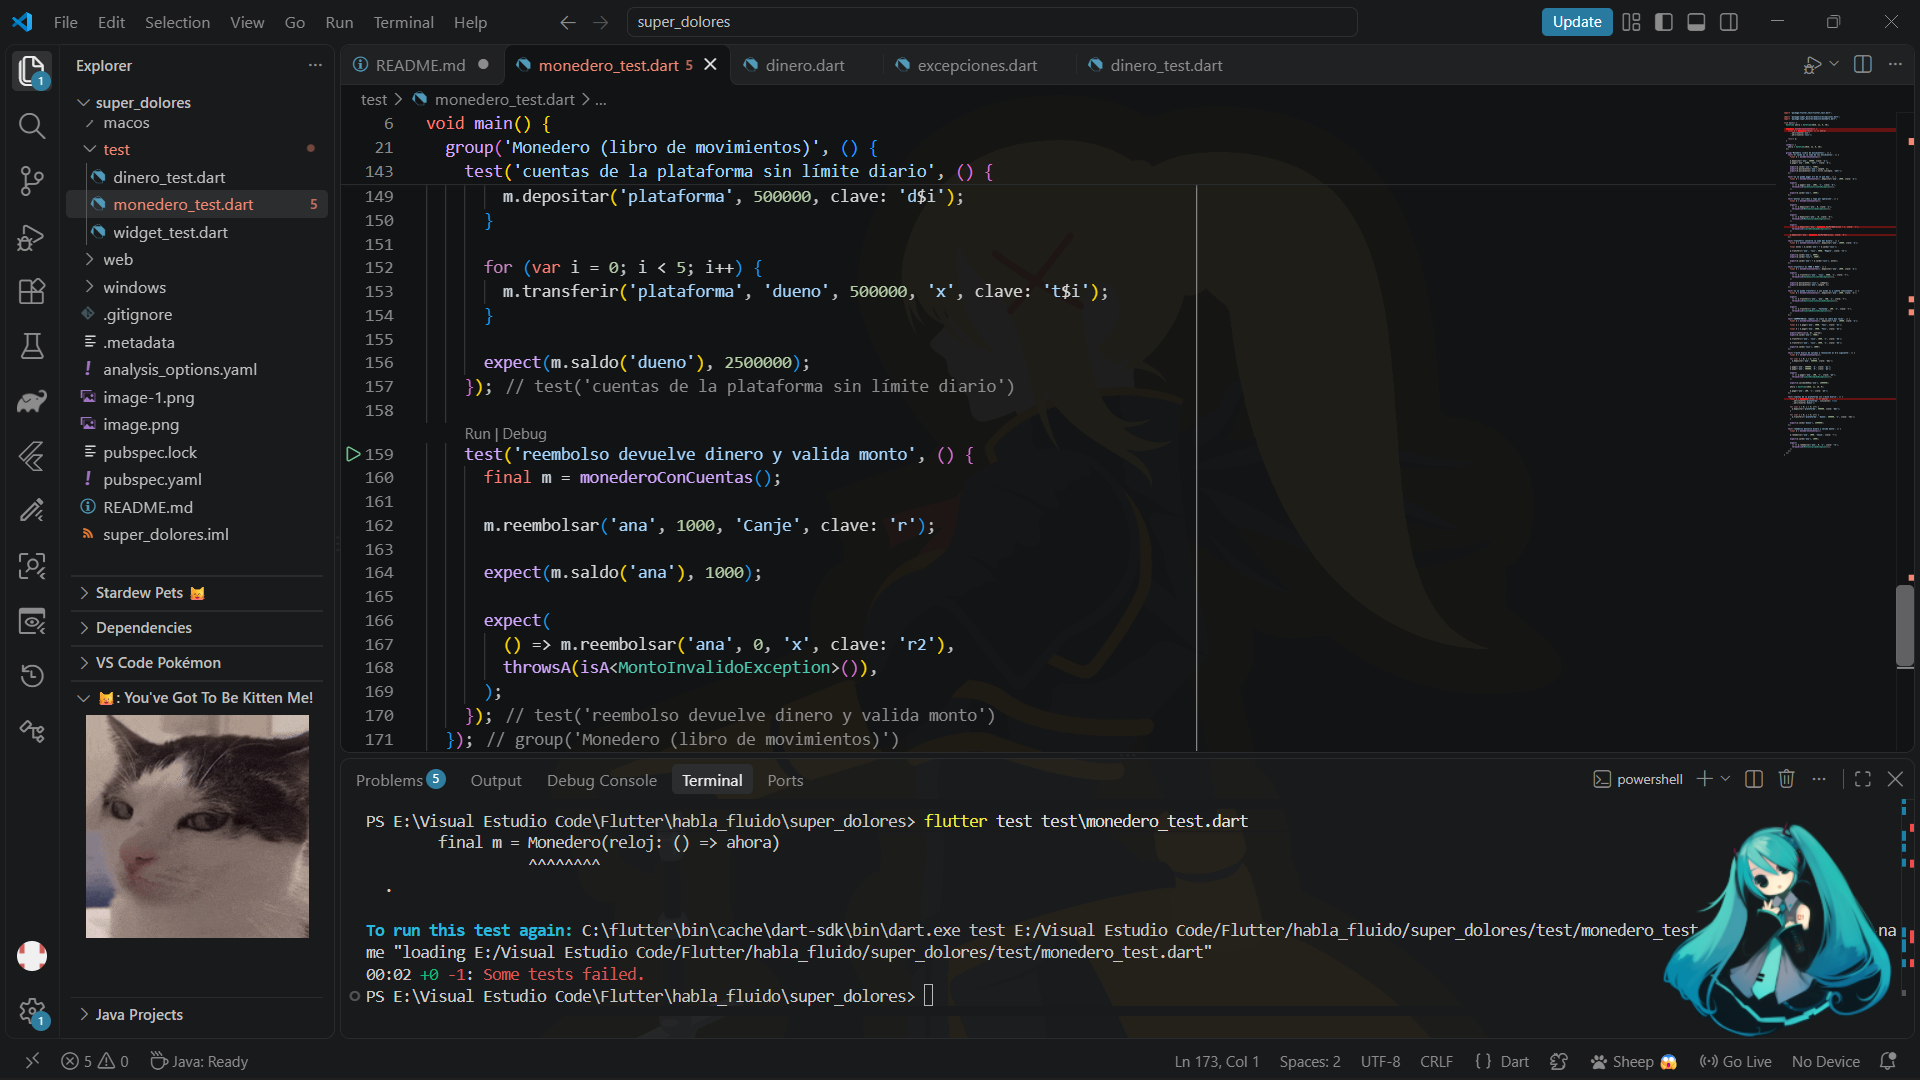 File Edit Selection View Go Run Terminal Help
super_dolores
Update
Explorer
super_dolores
macos
test
dinero_test.dart
monedero_test.dart 5
widget_test.dart
web
windows
.gitignore
.metadata
analysis_options.yaml
image-1.png
image.png
pubspec.lock
pubspec.yaml
README.md
super_dolores.iml
Stardew Pets
Dependencies
VS Code Pokémon
: You've Got To Be Kitten Me!
Java Projects
1
1
README.md
monedero_test.dart 5
dinero.dart
excepciones.dart
dinero_test.dart
test > monedero_test.dart > ...
6 void main() {
21 group('Monedero (libro de movimientos)', () {
143 test('cuentas de la plataforma sin límite diario', () {
149 m.depositar('plataforma', 500000, clave: 'd$i');
150 }
151
152 for (var i = 0; i < 5; i++) {
153 m.transferir('plataforma', 'dueno', 500000, 'x', clave: 't$i');
154 }
155
156 expect(m.saldo('dueno'), 2500000);
157 }); // test('cuentas de la plataforma sin límite diario')
158
Run | Debug
159 test('reembolso devuelve dinero y valida monto', () {
160 final m = monederoConCuentas();
161
162 m.reembolsar('ana', 1000, 'Canje', clave: 'r');
163
164 expect(m.saldo('ana'), 1000);
165
166 expect(
167 () => m.reembolsar('ana', 0, 'x', clave: 'r2'),
168 throwsA(isA<MontoInvalidoException>()),
169 );
170 }); // test('reembolso devuelve dinero y valida monto')
171 }); // group('Monedero (libro de movimientos)')
Problems 5 Output Debug Console Terminal Ports
powershell
PS E:\Visual Estudio Code\Flutter\habla_fluido\super_dolores> flutter test test\monedero_test.dart
final m = Monedero(reloj: () => ahora)
^^^^^^^^
.
To run this test again: C:\flutter\bin\cache\dart-sdk\bin\dart.exe test E:/Visual Estudio Code/Flutter/habla_fluido/super_dolores/test/monedero_test na
me "loading E:/Visual Estudio Code/Flutter/habla_fluido/super_dolores/test/monedero_test.dart"
00:02 +0 -1: Some tests failed.
PS E:\Visual Estudio Code\Flutter\habla_fluido\super_dolores>
5 0 Java: Ready
Ln 173, Col 1 Spaces: 2 UTF-8 CRLF { } Dart Sheep Go Live No Device